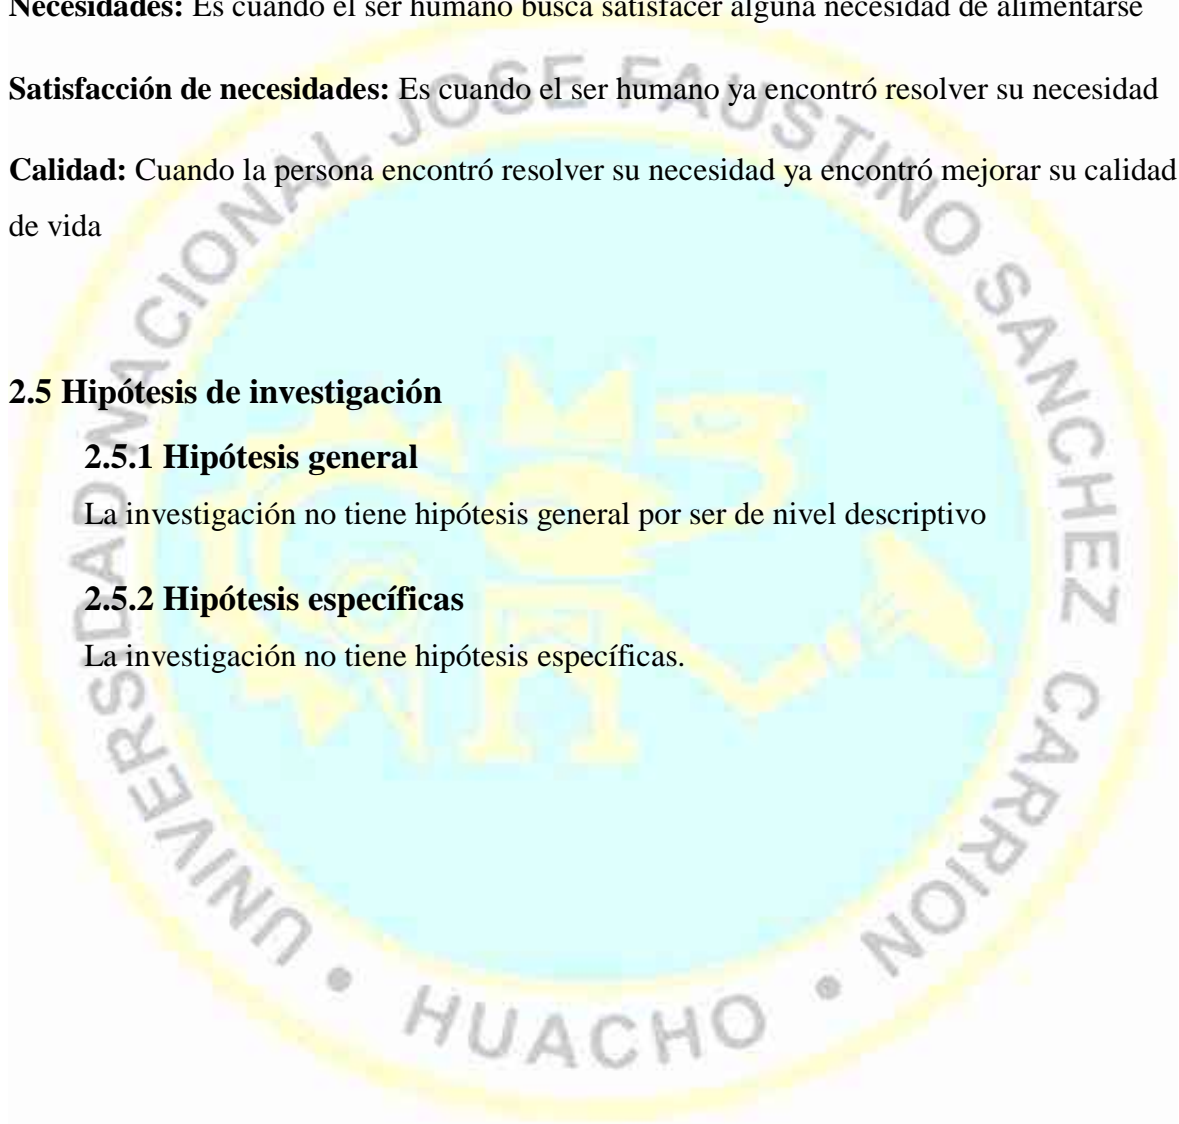 Necesidades: Es cuando el ser humano busca satisfacer alguna necesidad de alimentarse
Satisfacción de necesidades: Es cuando el ser humano ya encontró resolver su necesidad
Calidad: Cuando la persona encontró resolver su necesidad ya encontró mejorar su calidad
de vida
2.5 Hipótesis de investigación
2.5.1 Hipótesis general
La investigación no tiene hipótesis general por ser de nivel descriptivo
2.5.2 Hipótesis específicas
La investigación no tiene hipótesis específicas.
UNIVERSIDAD NACIONAL JOSE FAUSTINO SANCHEZ CARRION
• HUACHO •